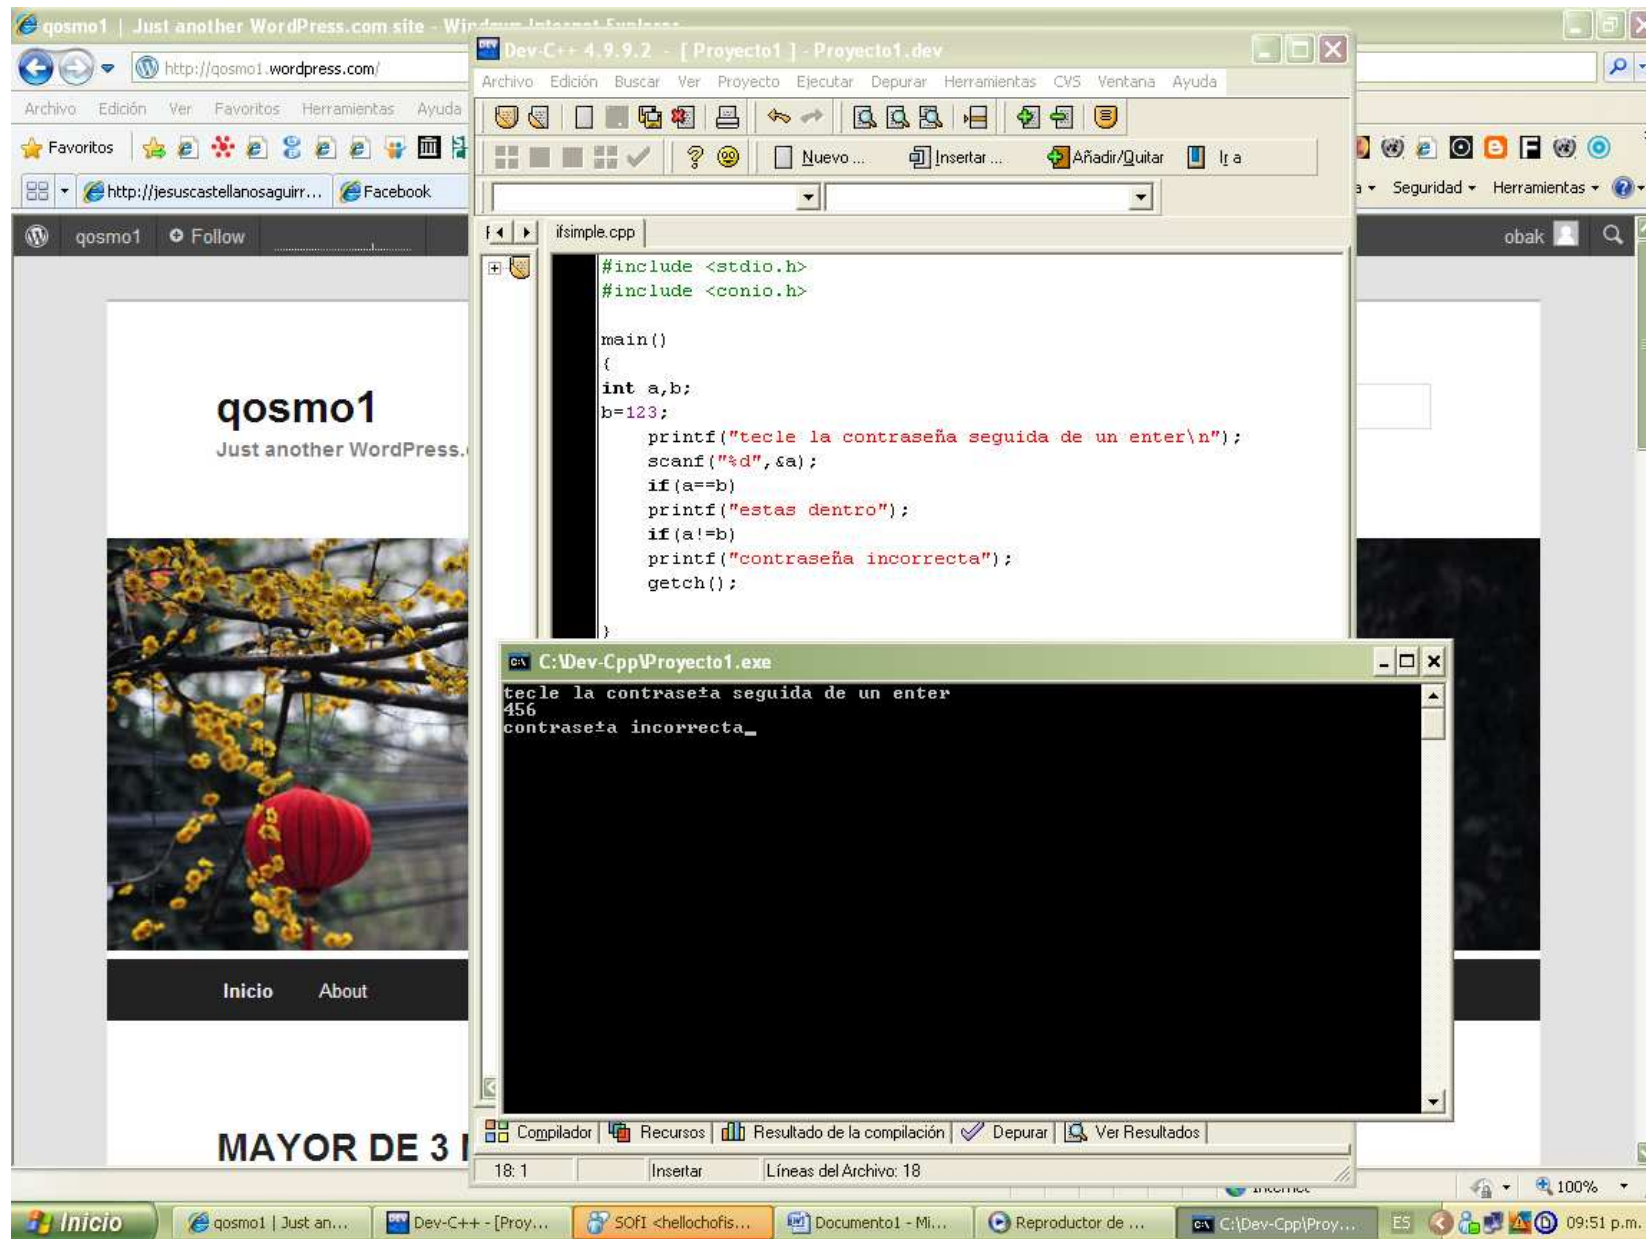 qosmo1 | Just another WordPress.com site - Windows Internet Explorer
http://qosmo1.wordpress.com/
Archivo Edición Ver Favoritos Herramientas Ayuda
Favoritos
http://jesuscastellanosaguirr... Facebook
Seguridad Herramientas
qosmo1 Follow
obak
qosmo1
Just another WordPress.
Inicio About
MAYOR DE 3
Dev-C++ 4.9.9.2 - [ Proyecto1 ] - Proyecto1.dev
Archivo Edición Buscar Ver Proyecto Ejecutar Depurar Herramientas CVS Ventana Ayuda
Nuevo ... Insertar ... Añadir/Quitar Ir a
ifsimple.cpp
#include <stdio.h>
#include <conio.h>
main()
{
int a,b;
b=123;
printf("tecle la contraseña seguida de un enter\n");
scanf("%d",&a);
if(a==b)
printf("estas dentro");
if(a!=b)
printf("contraseña incorrecta");
getch();
}
C:\Dev-Cpp\Proyecto1.exe
tecle la contrase±a seguida de un enter
456
contrase±a incorrecta_
Compilador Recursos Resultado de la compilación Depurar Ver Resultados
18: 1 Insertar Líneas del Archivo: 18
Internet 100%
Inicio qosmo1 | Just an... Dev-C++ - [Proy... SOfI <hellochofis... Documento1 - Mi... Reproductor de ... C:\Dev-Cpp\Proy... ES 09:51 p.m.